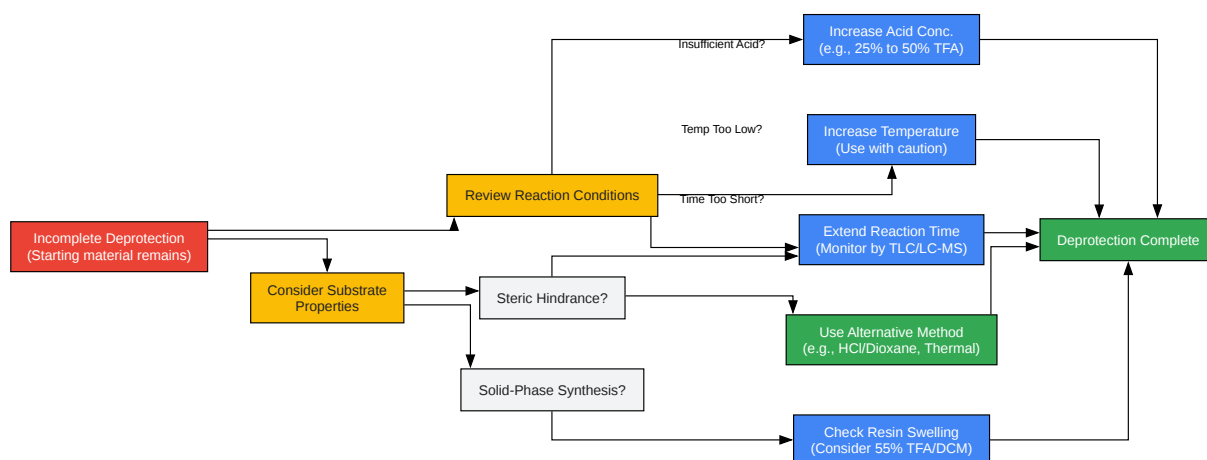 Increase Acid Conc.
(e.g., 25% to 50% TFA)
Insufficient Acid?
Temp Too Low?
Increase Temperature
(Use with caution)
Review Reaction Conditions
Time Too Short?
Incomplete Deprotection
(Starting material remains)
Extend Reaction Time
(Monitor by TLC/LC-MS)
Deprotection Complete
Consider Substrate
Properties
Steric Hindrance?
Use Alternative Method
(e.g., HCl/Dioxane, Thermal)
Solid-Phase Synthesis?
Check Resin Swelling
(Consider 55% TFA/DCM)